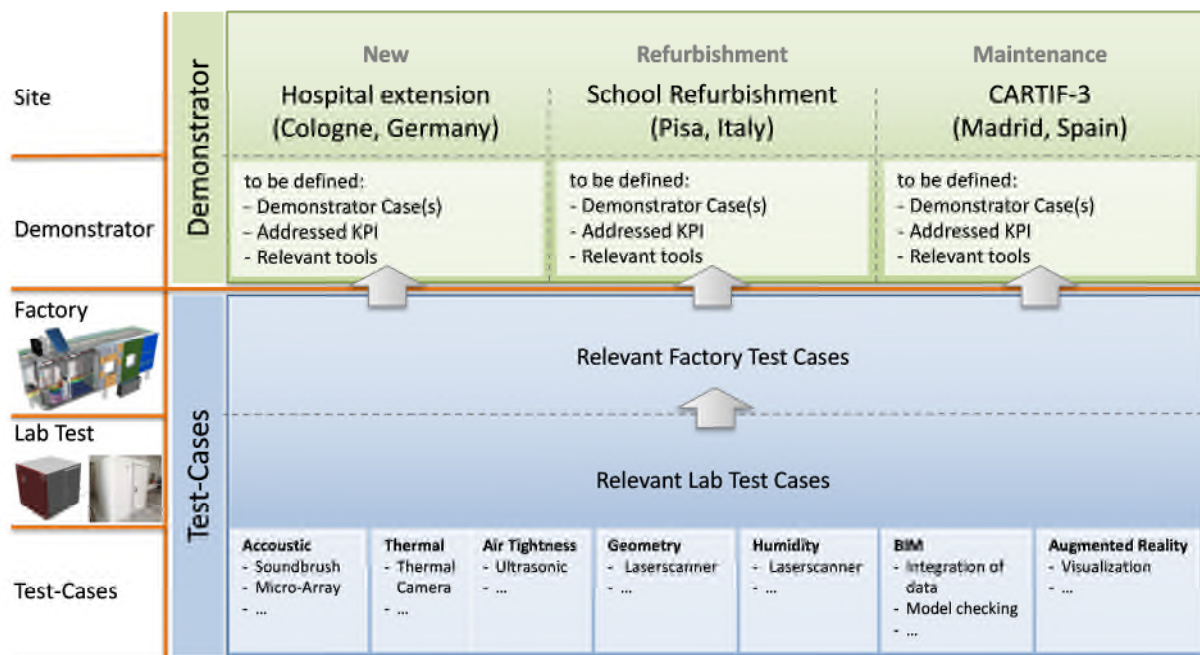 New
Refurbishment
Maintenance
Site
Demonstrator
Hospital extension
(Cologne, Germany)
School Refurbishment
(Pisa, Italy)
CARTIF-3
(Madrid, Spain)
Demonstrator
to be defined:
- Demonstrator Case(s)
- Addressed KPI
- Relevant tools
to be defined:
- Demonstrator Case(s)
- Addressed KPI
- Relevant tools
to be defined:
- Demonstrator Case(s)
- Addressed KPI
- Relevant tools
Factory
Relevant Factory Test Cases
Lab Test
Test-Cases
Relevant Lab Test Cases
Test-Cases
Accoustic
- Soundbrush
- Micro-Array
- ...
Thermal
- Thermal
Camera
- ...
Air Tightness
- Ultrasonic
- ...
Geometry
- Laserscanner
- ...
Humidity
- Laserscanner
- ...
BIM
- Integration of
data
- Model checking
- ...
Augmented Reality
- Visualization
- ...